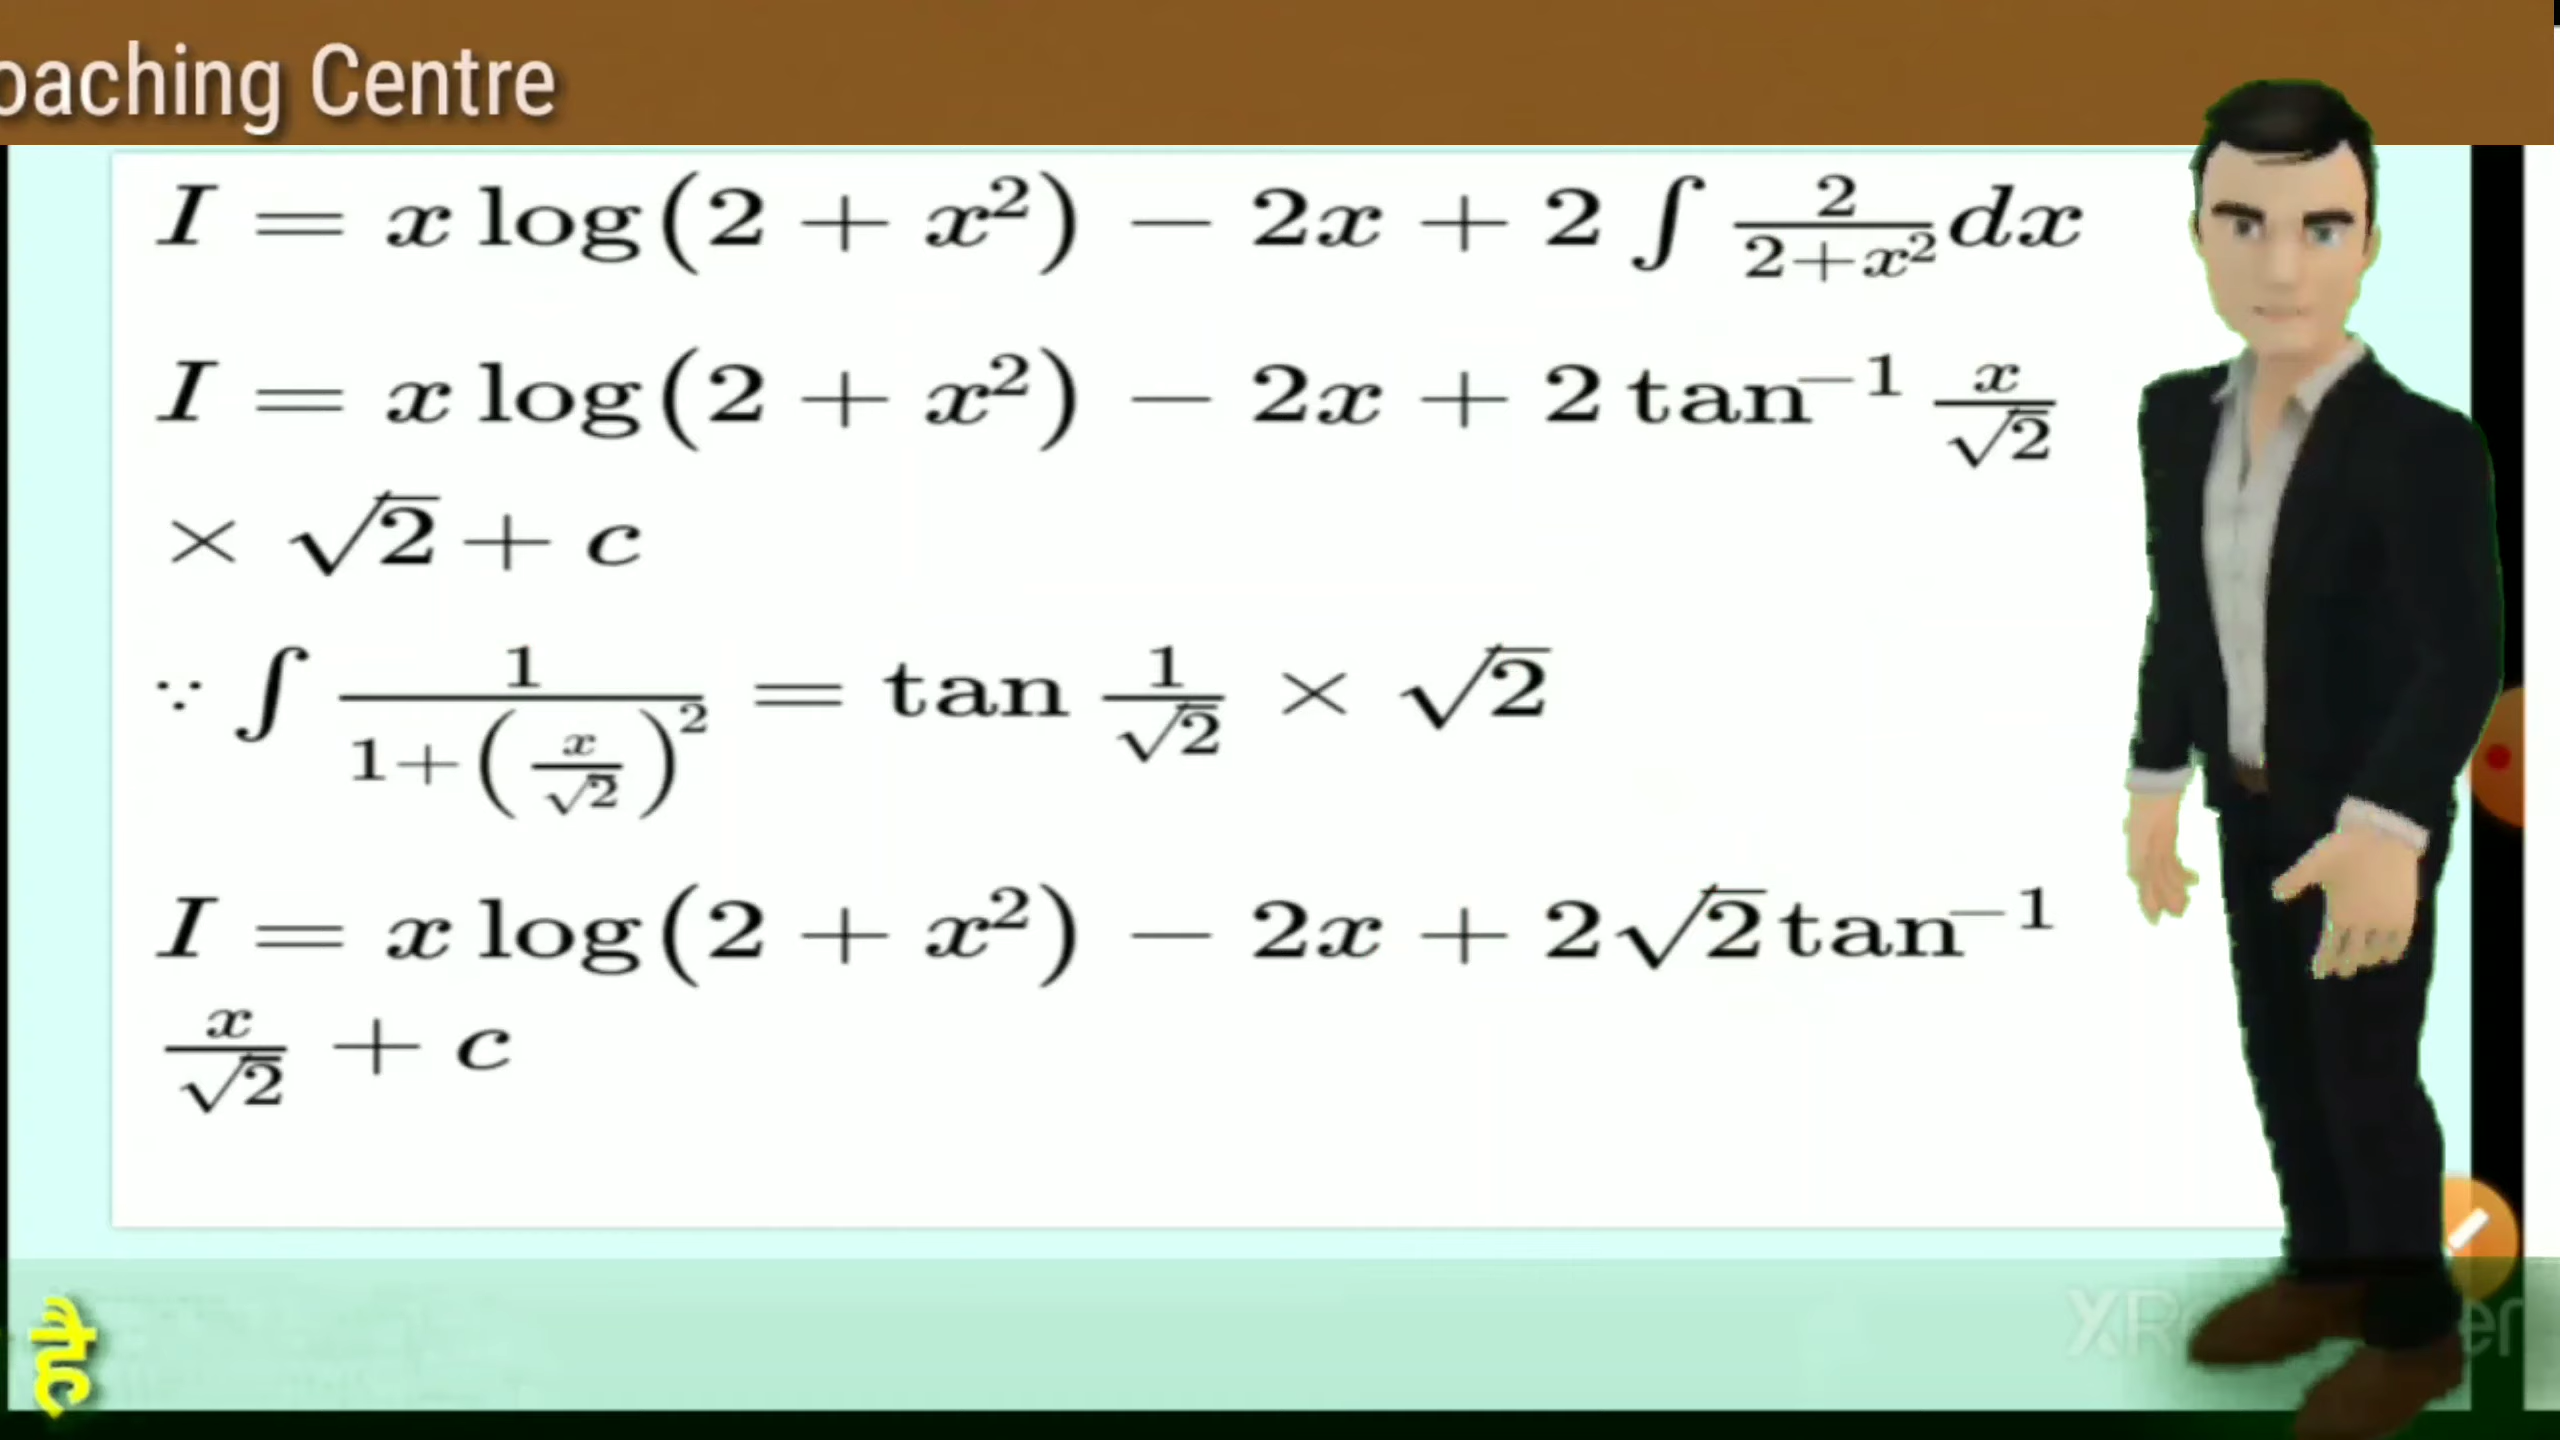 oaching Centre
I = x log(2 + x²) − 2x + 2 ∫ 2/(2+x²) dx
I = x log(2 + x²) − 2x + 2 tan⁻¹ x/√2
× √2 + c
∵ ∫ 1/(1+(x/√2)²) = tan 1/√2 × √2
I = x log(2 + x²) − 2x + 2√2 tan⁻¹
x/√2 + c